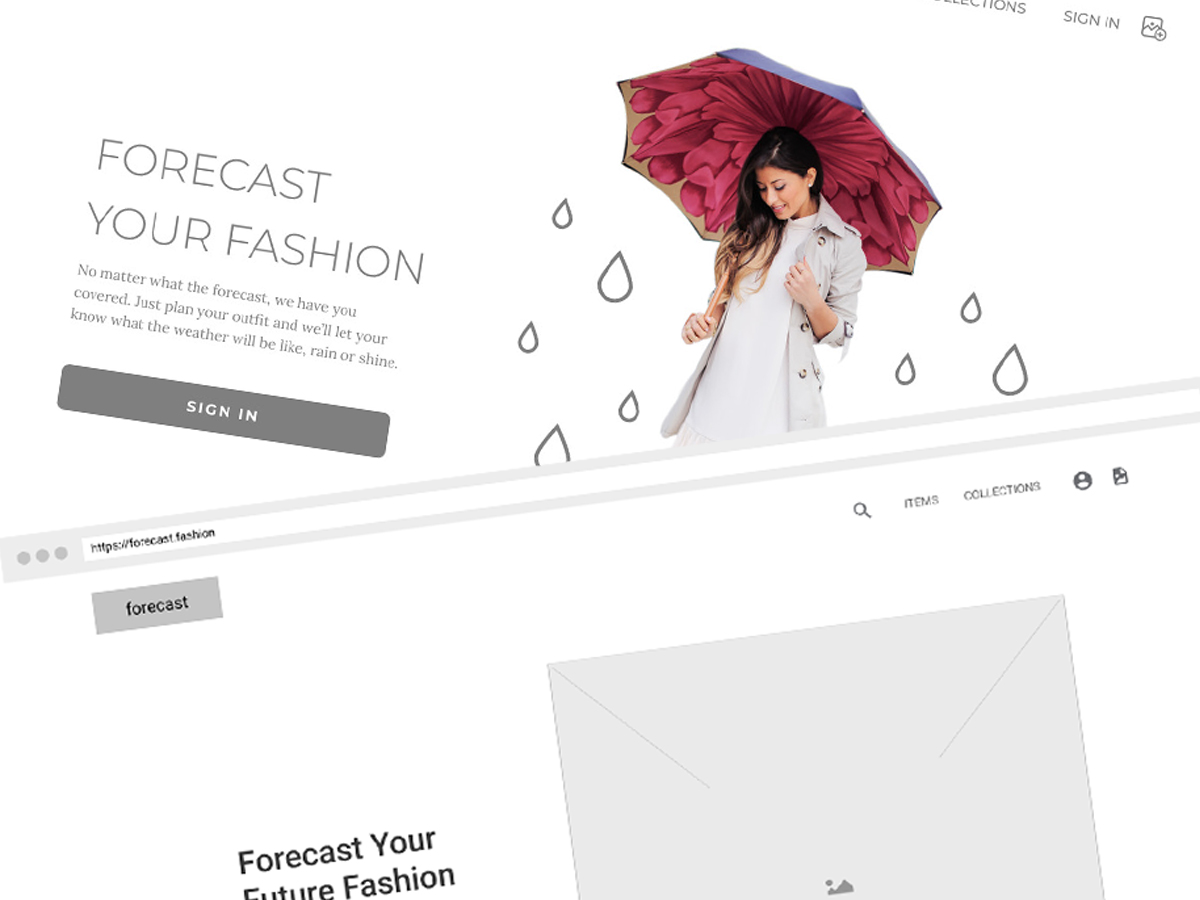 COLLECTIONS
SIGN IN
FORECAST
YOUR FASHION
No matter what the forecast, we have you
covered. Just plan your outfit and we'll let your
know what the weather will be like, rain or shine.
SIGN IN
https://forecast.fashion
ITEMS
COLLECTIONS
forecast
Forecast Your
Future Fashion